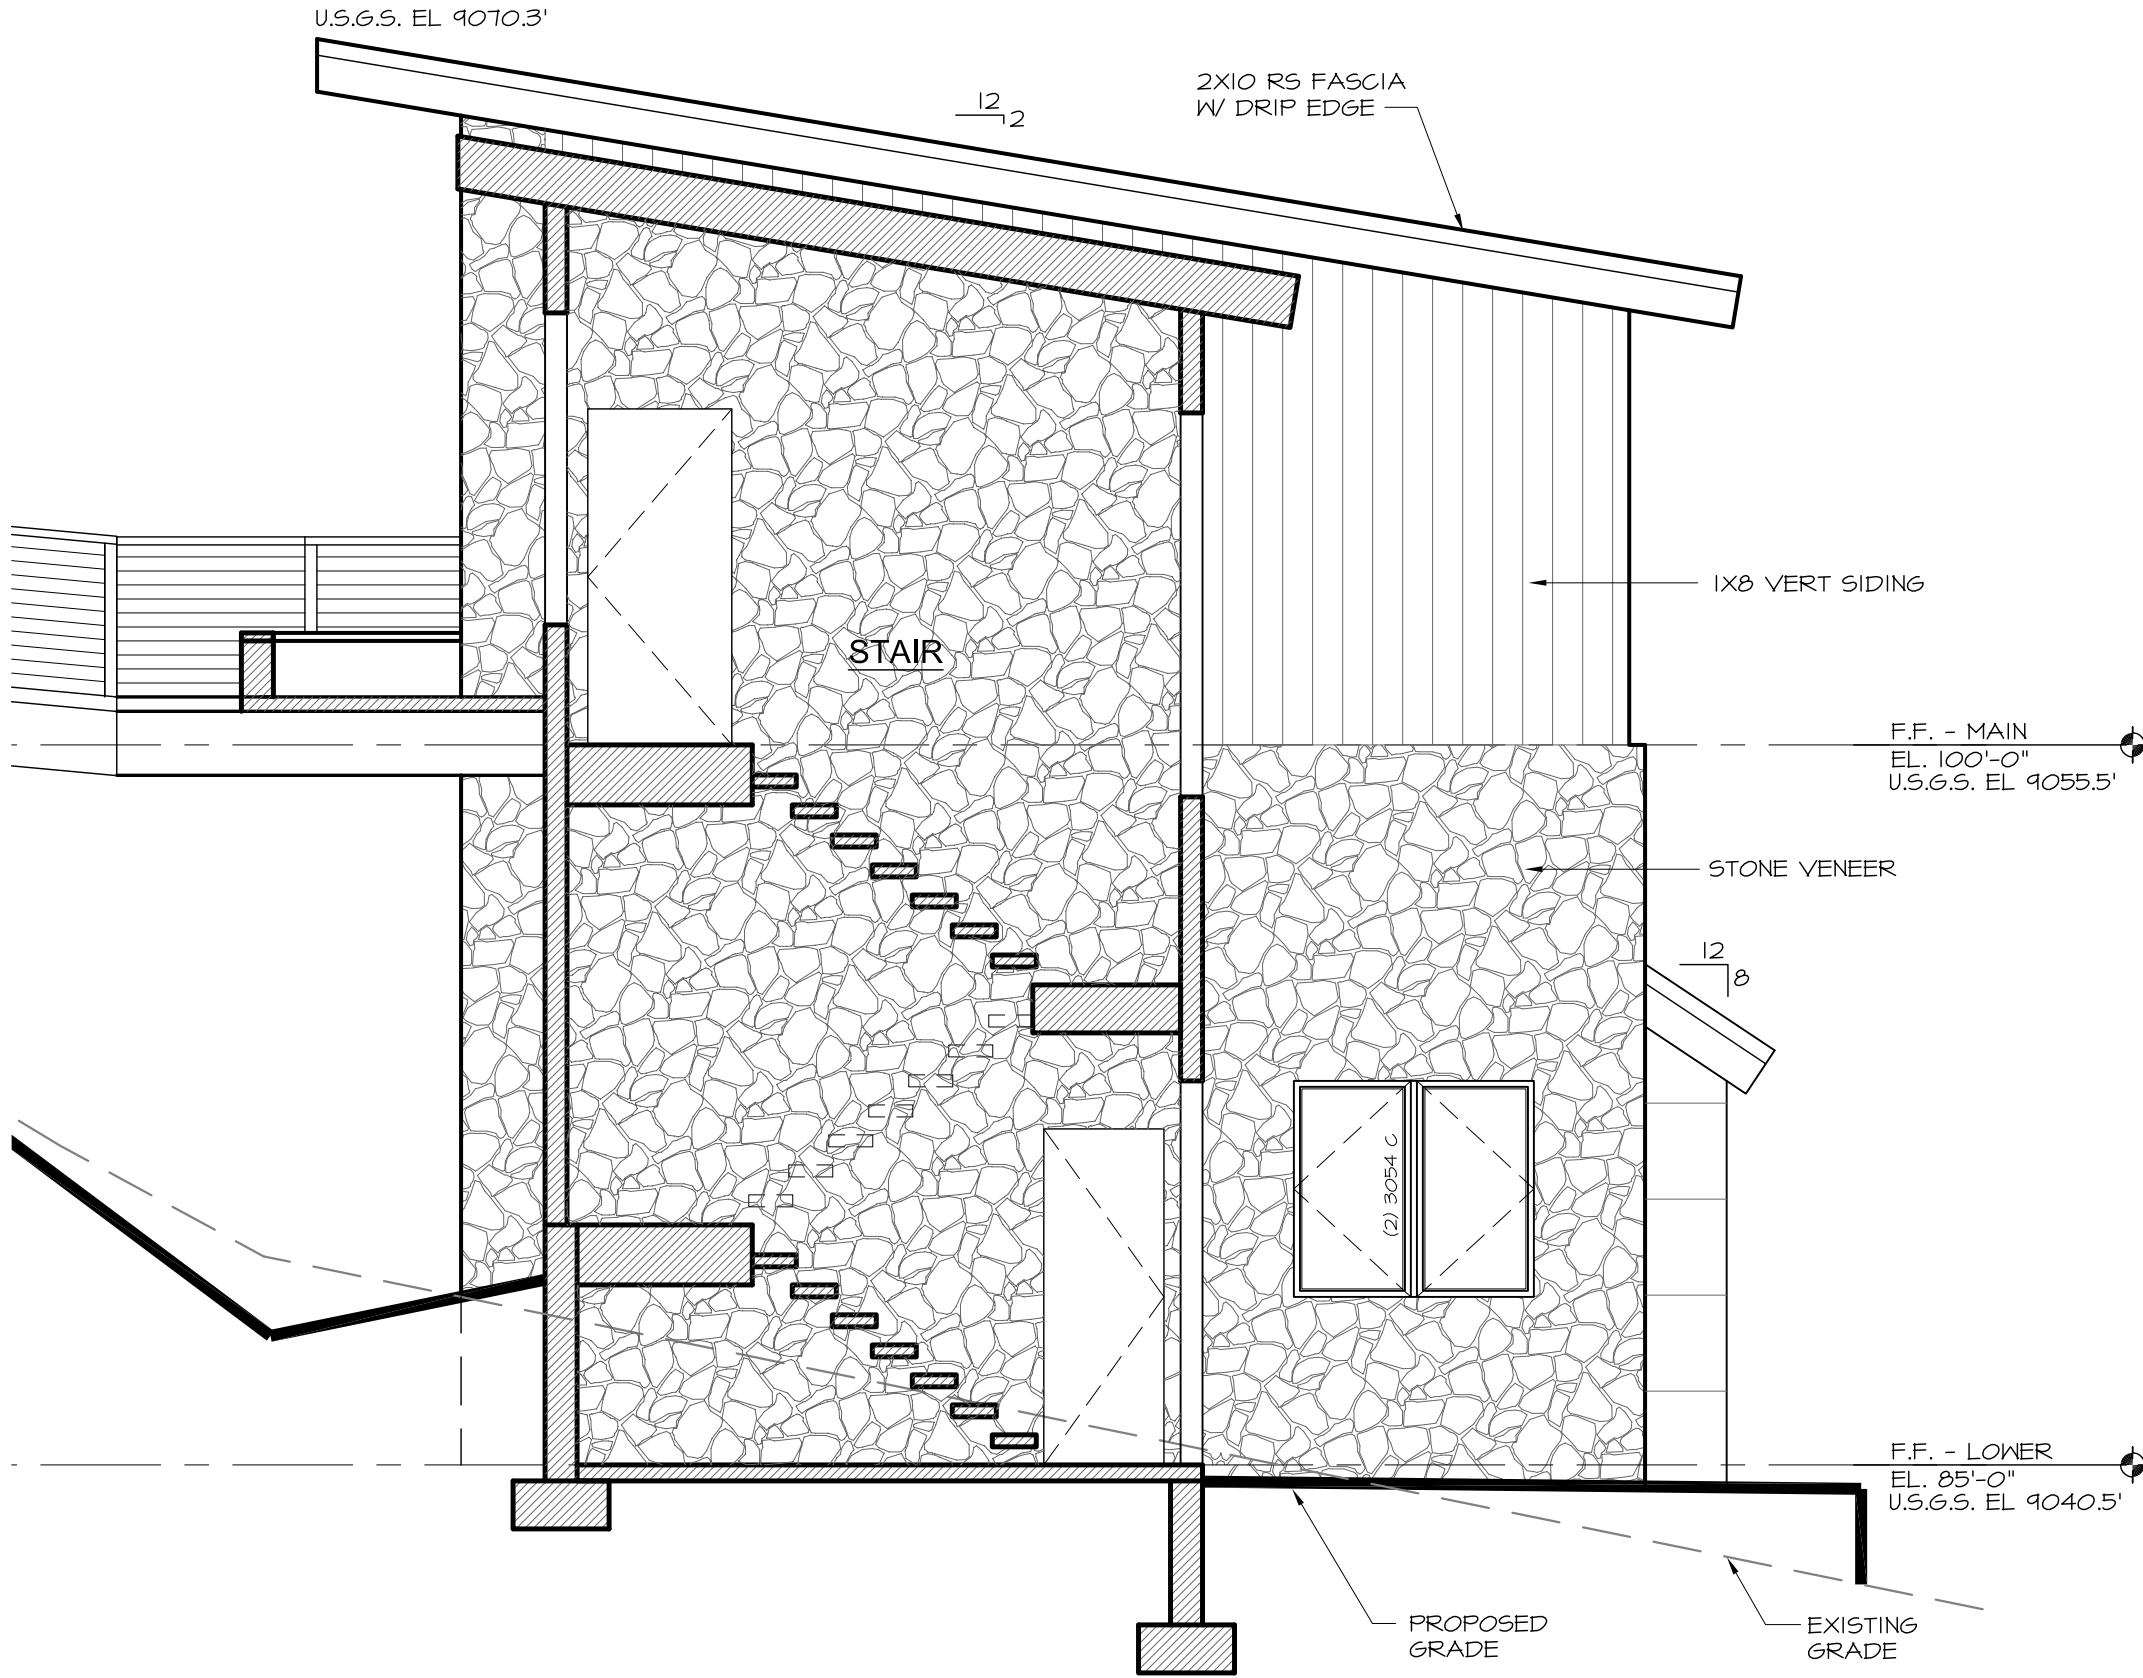 U.S.G.S. EL 9070.3'
2X10 RS FASCIA
W/ DRIP EDGE
12
2
STAIR
1X8 VERT SIDING
F.F. - MAIN
EL. 100'-0"
U.S.G.S. EL 9055.5'
STONE VENEER
12
8
(2) 3054 C
F.F. - LOWER
EL. 85'-0"
U.S.G.S. EL 9040.5'
PROPOSED
GRADE
EXISTING
GRADE